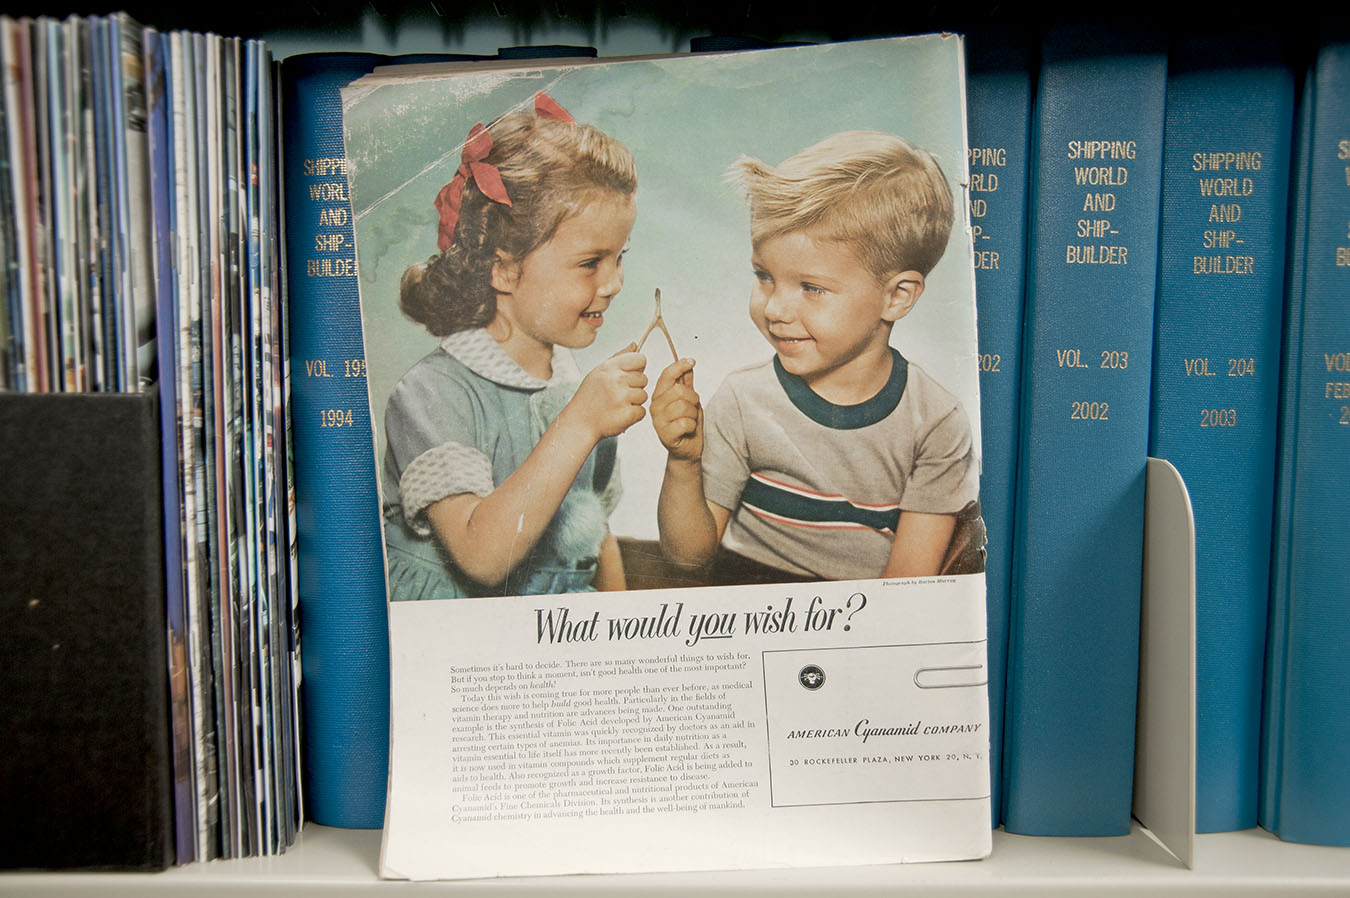 SHIPPI
WORL
AND
SHIP-
BUILDE
VOL. 19
1994
PPING
RLD
ND
IP-
DER
202
SHIPPING
WORLD
AND
SHIP-
BUILDER
VOL. 203
2002
SHIPPING
WORLD
AND
SHIP-
BUILDER
VOL. 204
2003
S
B
VO
FEB
2
Photograph by Burton Murray
What would you wish for?
Sometimes it's hard to decide. There are so many wonderful things to wish for.
But if you stop to think a moment, isn't good health one of the most important?
So much depends on health!
Today this wish is coming true for more people than ever before, as medical
science does more to help build good health. Particularly in the fields of
vitamin therapy and nutrition are advances being made. One outstanding
example is the synthesis of Folic Acid developed by American Cyanamid
research. This essential vitamin was quickly recognized by doctors as an aid in
arresting certain types of anemias. Its importance in daily nutrition as a
vitamin essential to life itself has more recently been established. As a result,
it is now used in vitamin compounds which supplement regular diets as
aids to health. Also recognized as a growth factor, Folic Acid is being added to
animal feeds to promote growth and increase resistance to disease.
Folic Acid is one of the pharmaceutical and nutritional products of American
Cyanamid's Fine Chemicals Division. Its synthesis is another contribution of
Cyanamid chemistry in advancing the health and the well-being of mankind.
AMERICAN Cyanamid COMPANY
30 ROCKEFELLER PLAZA, NEW YORK 20, N. Y.